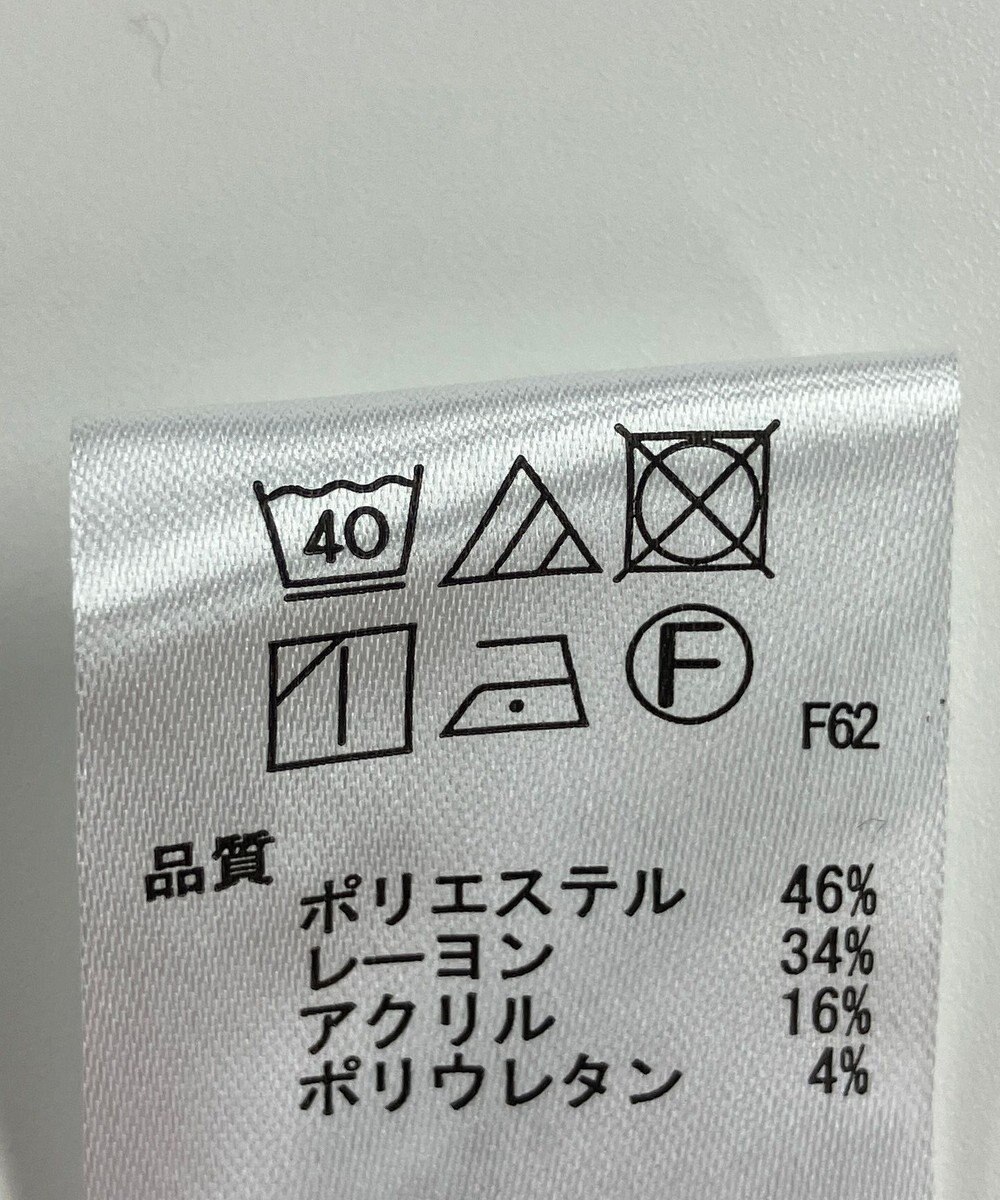 40
F
F62
品質
ポリエステル 46%
レーヨン 34%
アクリル 16%
ポリウレタン 4%